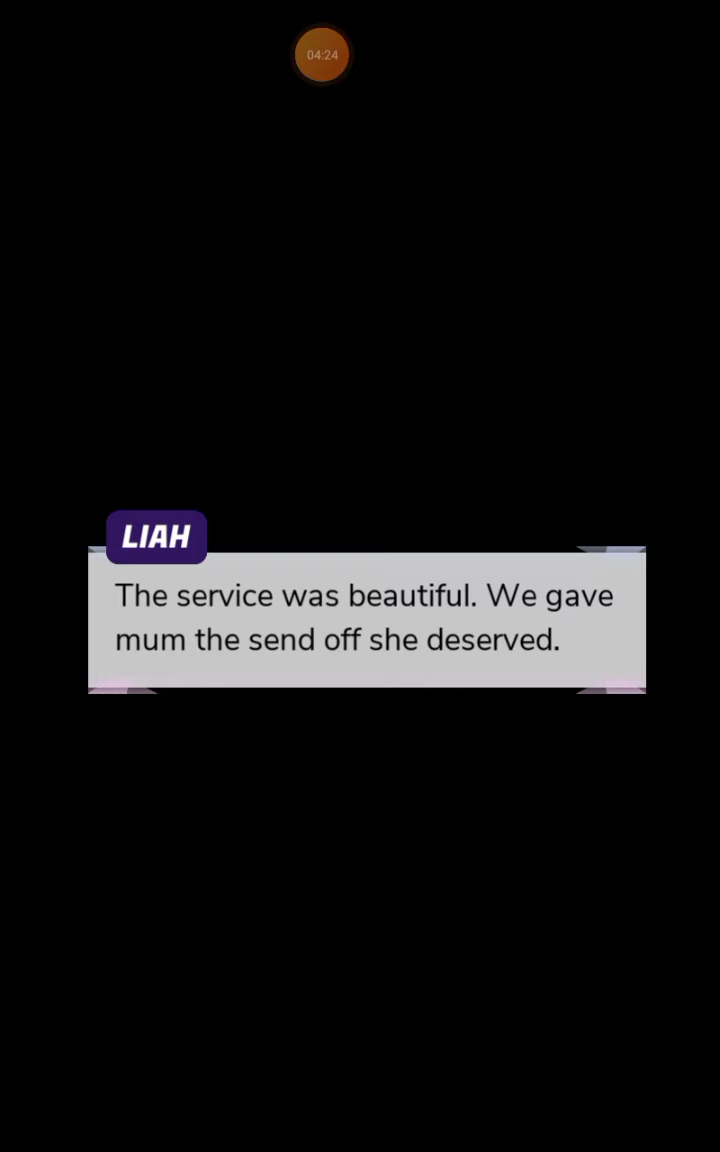 04:24
LIAH
The service was beautiful. We gave
mum the send off she deserved.